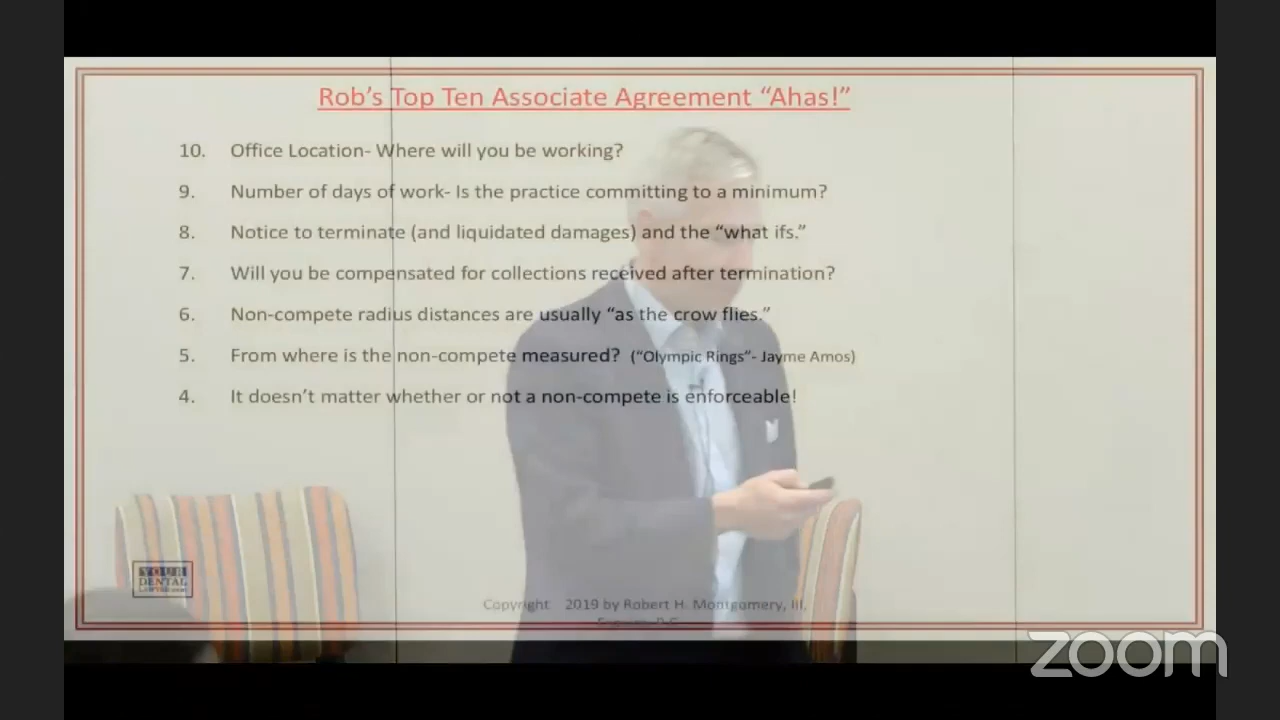 Rob's Top Ten Associate Agreement “Ahas!”
10. Office Location- Where will you be working?
9. Number of days of work- Is the practice committing to a minimum?
8. Notice to terminate (and liquidated damages) and the “what ifs.”
7. Will you be compensated for collections received after termination?
6. Non-compete radius distances are usually “as the crow flies.”
5. From where is the non-compete measured? (“Olympic Rings”- Jayme Amos)
4. It doesn't matter whether or not a non-compete is enforceable!
YOUR
DENTAL
LAWYER.COM
Copyright 2019 by Robert H. Montgomery, III,
zoom